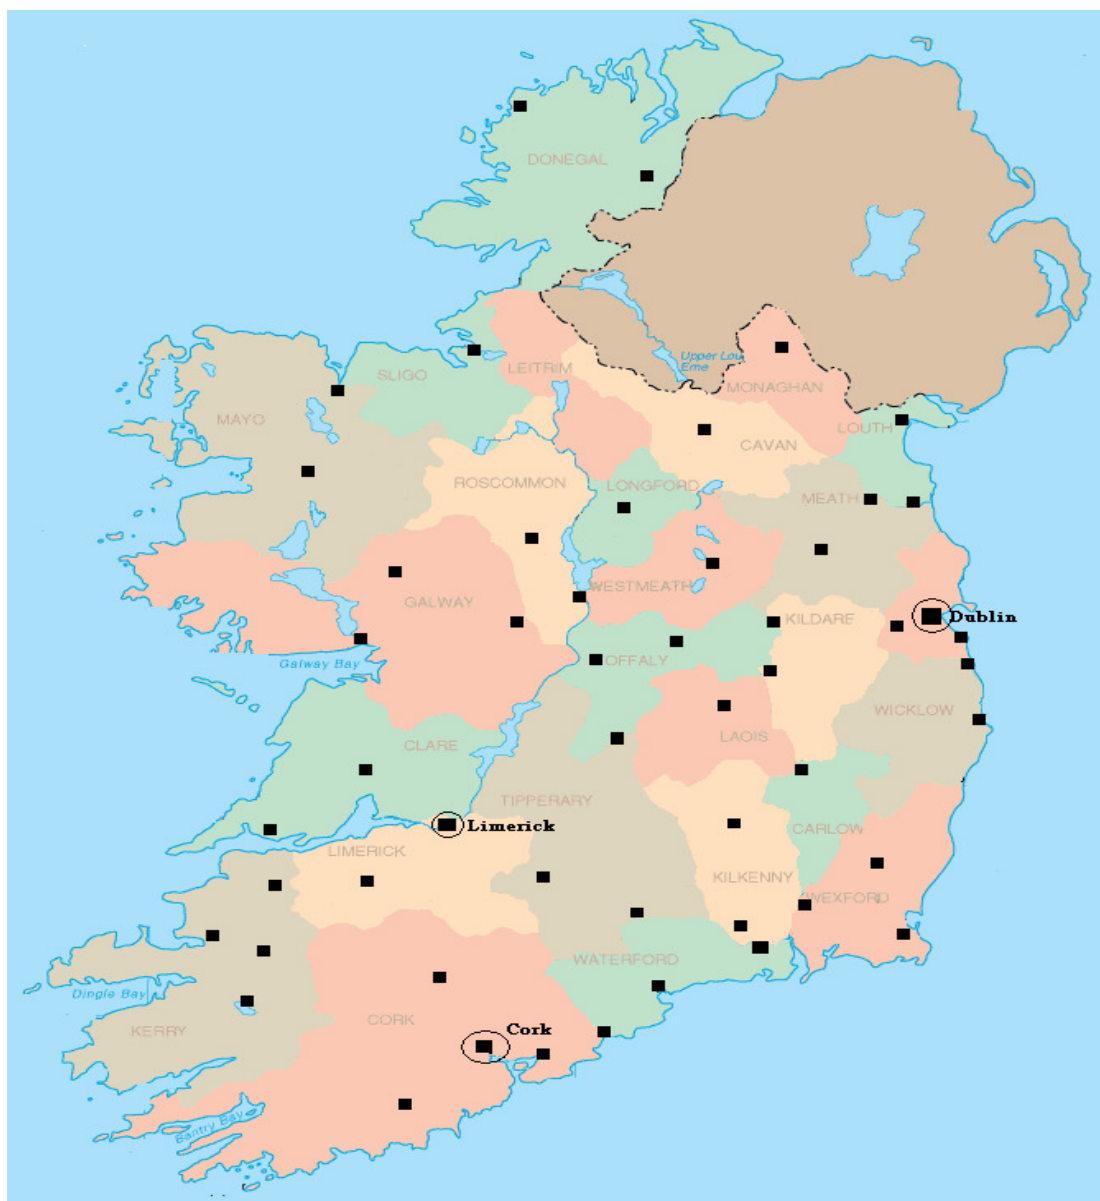 DONEGAL
Upper Lou
Erne
LEITRIM
SLIGO
MONAGHAN
MAYO
LOUTH
CAVAN
ROSCOMMON
LONGFORD
MEATH
WESTMEATH
GALWAY
KILDARE
Dublin
Galway Bay
OFFALY
WICKLOW
LAOIS
CLARE
TIPPERARY
Limerick
CARLOW
LIMERICK
KILKENNY
WEXFORD
WATERFORD
Dingle Bay
CORK
KERRY
Cork
Bantry Bay